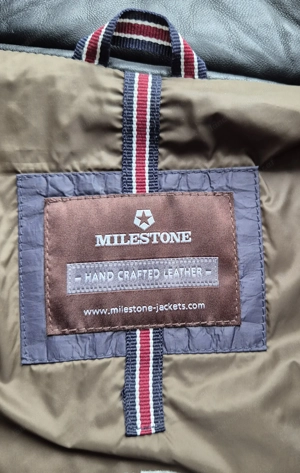 MILESTONE
- HAND CRAFTED LEATHER -
www.milestone-jackets.com